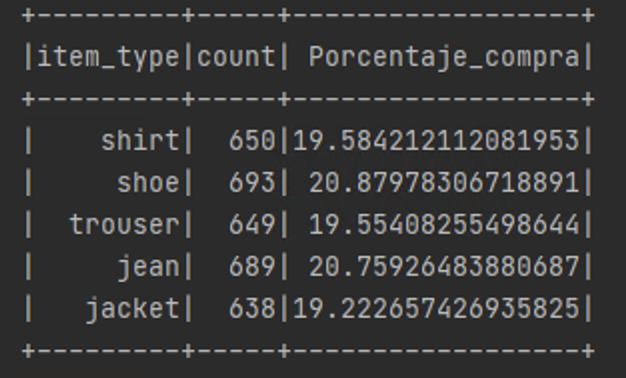 +---------+-----+------------------+
|item_type|count| Porcentaje_compra|
+---------+-----+------------------+
|    shirt|  650|19.584212112081953|
|     shoe|  693| 20.87978306718891|
|  trouser|  649| 19.55408255498644|
|     jean|  689| 20.75926483880687|
|   jacket|  638|19.222657426935825|
+---------+-----+------------------+